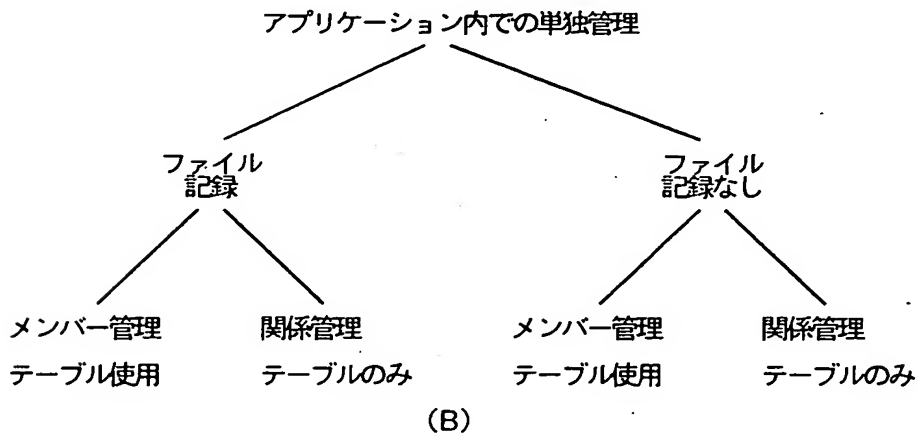 アプリケーション内での単独管理
ファイル
記録
ファイル
記録なし
メンバー管理
テーブル使用
関係管理
テーブルのみ
メンバー管理
テーブル使用
関係管理
テーブルのみ
(B)